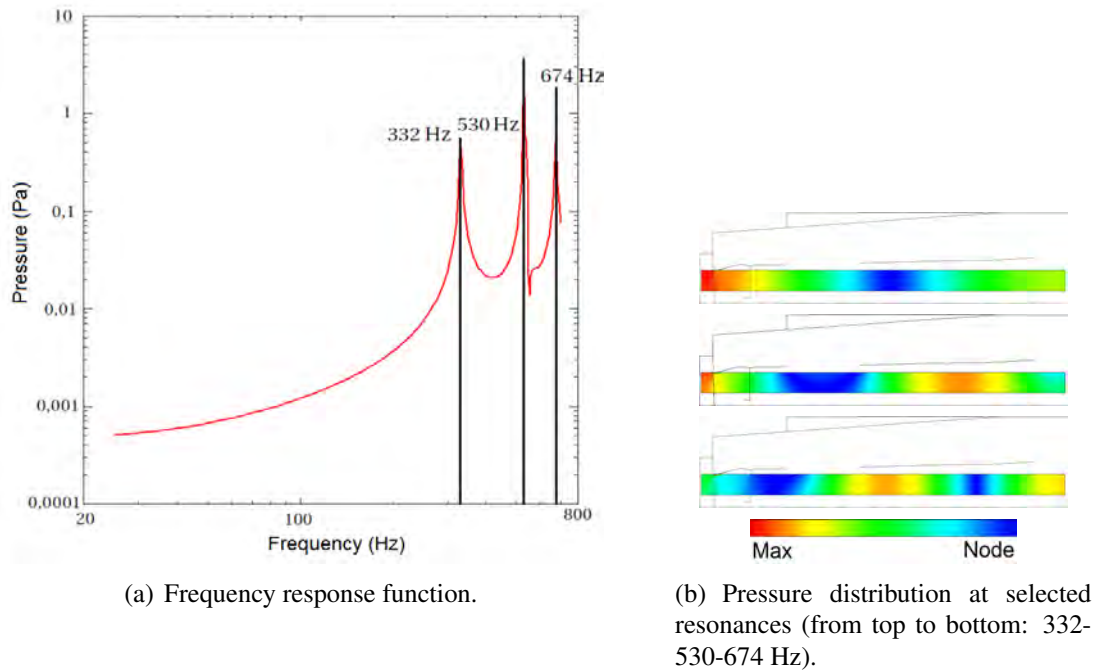 10
1
0,1
0.01
0,001
0,0001
Pressure (Pa)
332 Hz
530 Hz
674 Hz
20
100
800
Frequency (Hz)
(a) Frequency response function.
Max
Node
(b) Pressure distribution at selected
resonances (from top to bottom: 332-
530-674 Hz).